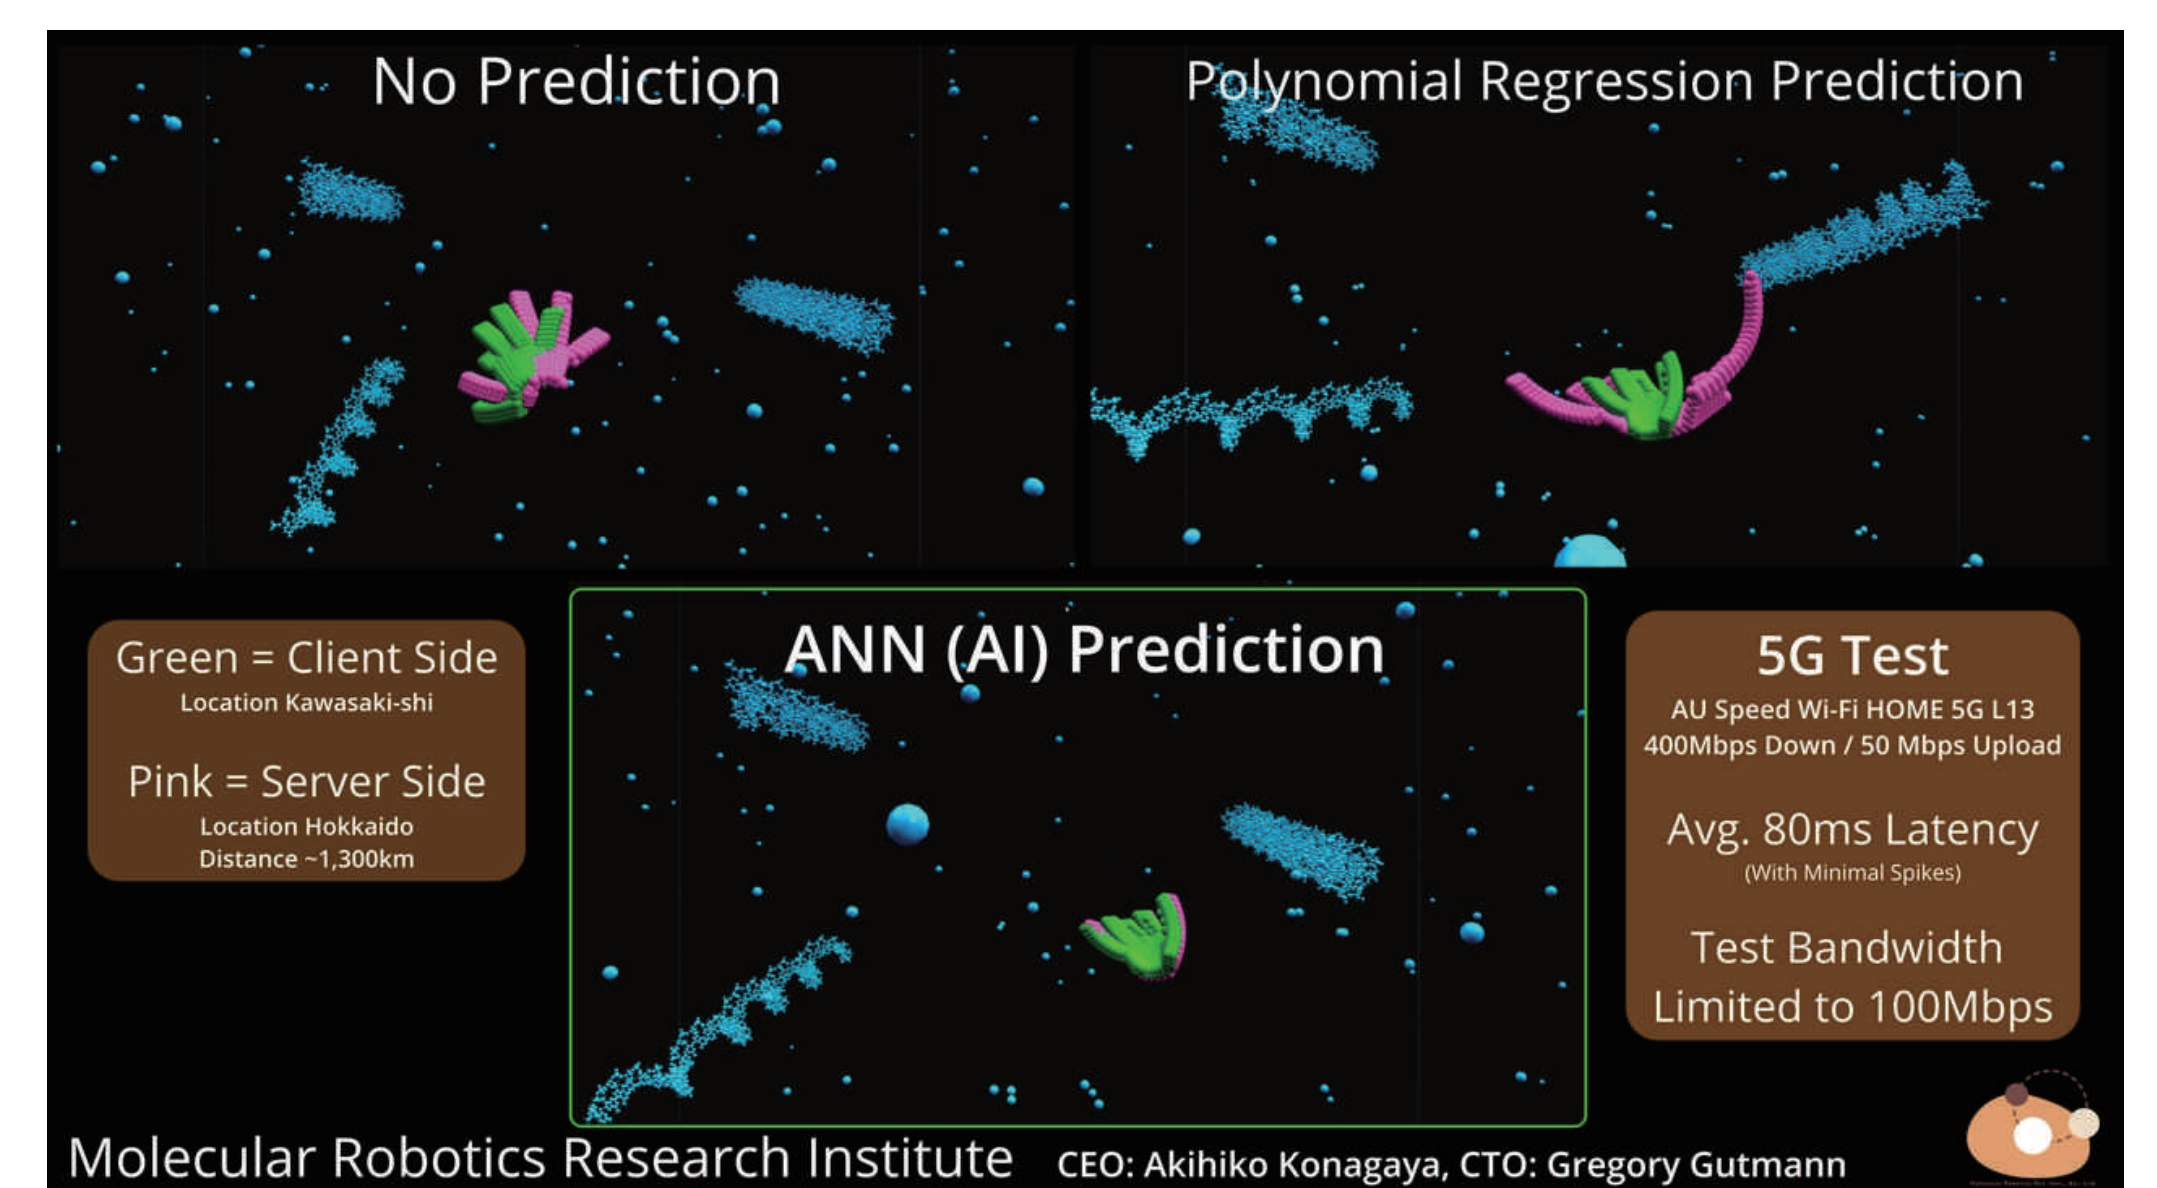 No Prediction
Polynomial Regression Prediction
Green = Client Side
Location Kawasaki-shi
Pink = Server Side
Location Hokkaido
Distance ~1,300km
ANN (AI) Prediction
5G Test
AU Speed Wi-Fi HOME 5G L13
400Mbps Down / 50 Mbps Upload
Avg. 80ms Latency
(With Minimal Spikes)
Test Bandwidth
Limited to 100Mbps
Molecular Robotics Research Institute
CEO: Akihiko Konagaya, CTO: Gregory Gutmann